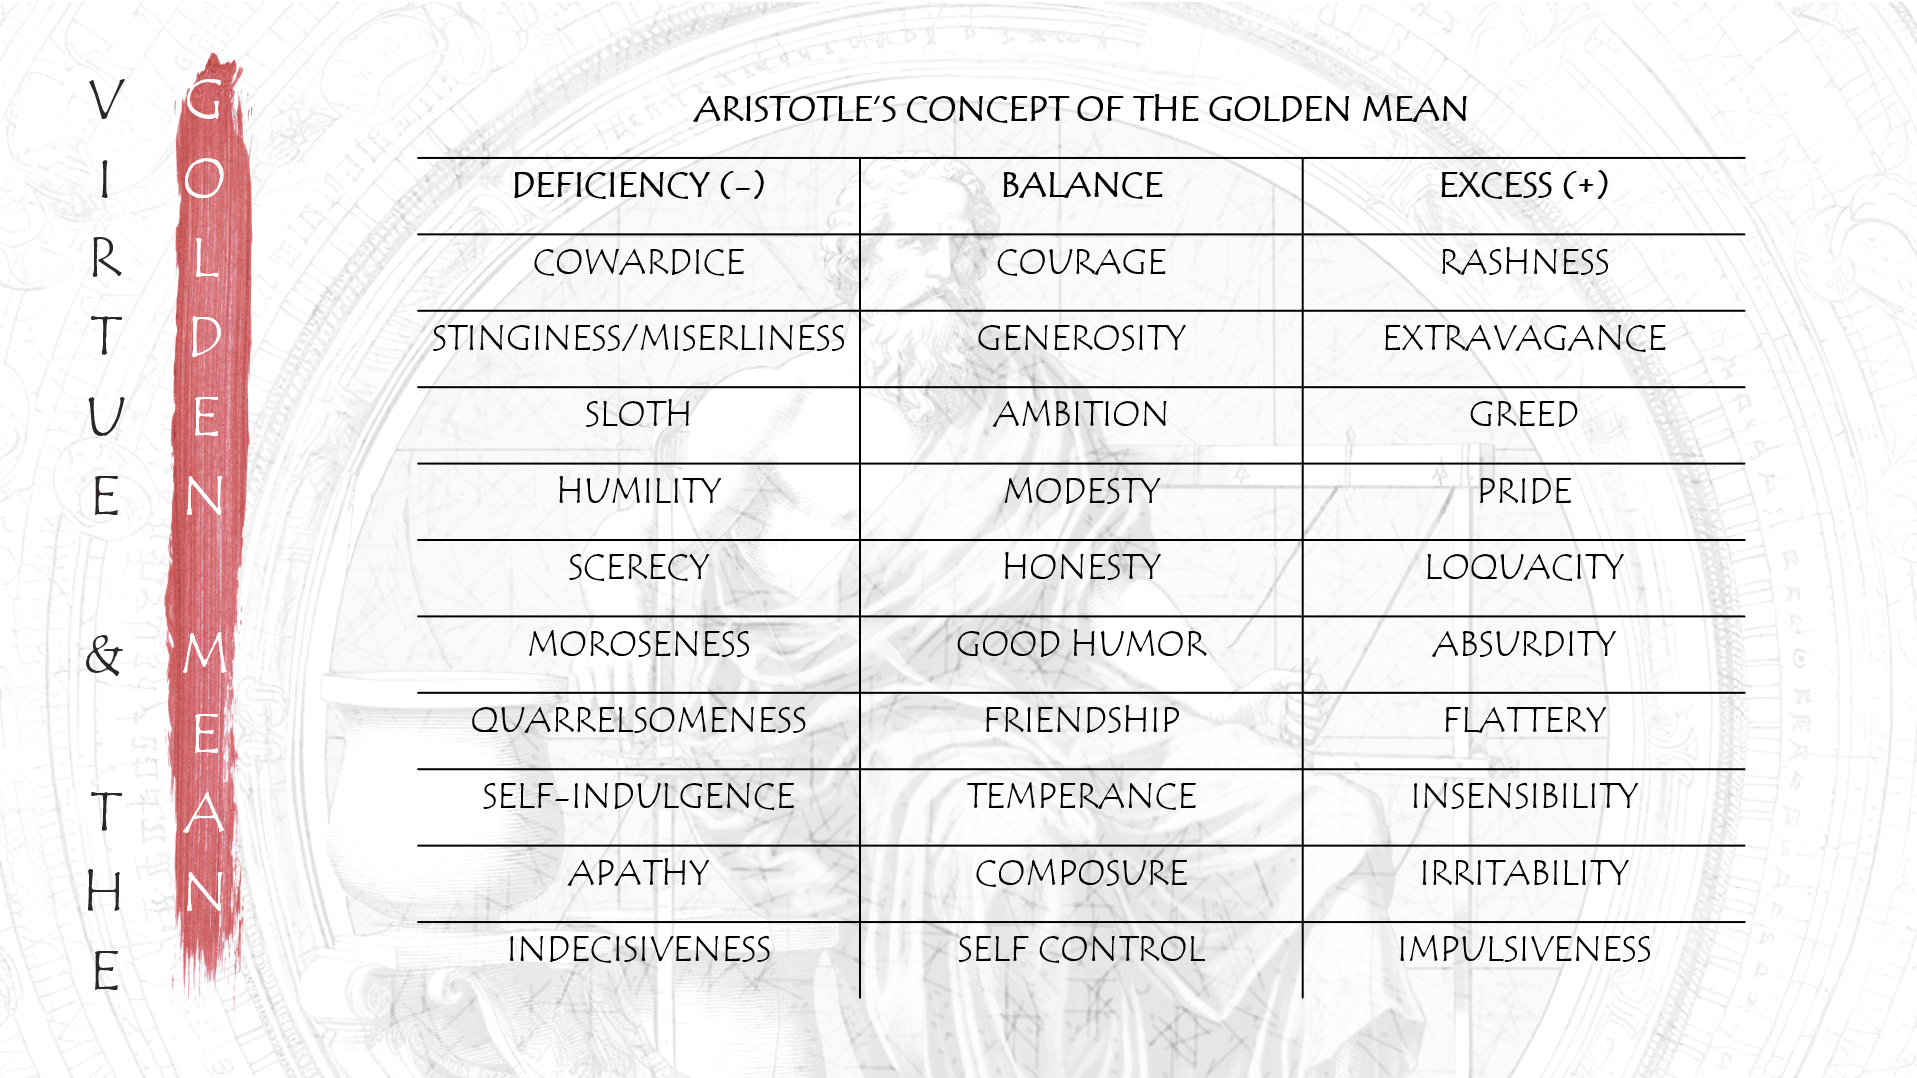 VIRTUE & THE
GOLDEN MEAN
ARISTOTLE'S CONCEPT OF THE GOLDEN MEAN
DEFICIENCY (-) BALANCE EXCESS (+)
COWARDICE COURAGE RASHNESS
STINGINESS/MISERLINESS GENEROSITY EXTRAVAGANCE
SLOTH AMBITION GREED
HUMILITY MODESTY PRIDE
SCERECY HONESTY LOQUACITY
MOROSENESS GOOD HUMOR ABSURDITY
QUARRELSOMENESS FRIENDSHIP FLATTERY
SELF-INDULGENCE TEMPERANCE INSENSIBILITY
APATHY COMPOSURE IRRITABILITY
INDECISIVENESS SELF CONTROL IMPULSIVENESS